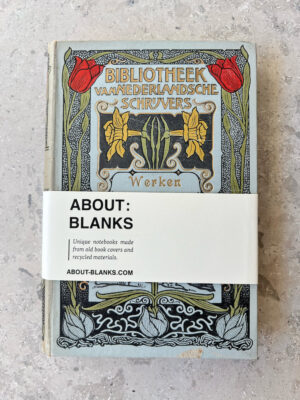 BIBLIOTHEEK
VAN NEDERLANDSCHE
SCHRIJVERS
Werken
ABOUT:
BLANKS
Unique notebooks made
from old book covers and
recycled materials.
ABOUT-BLANKS.COM